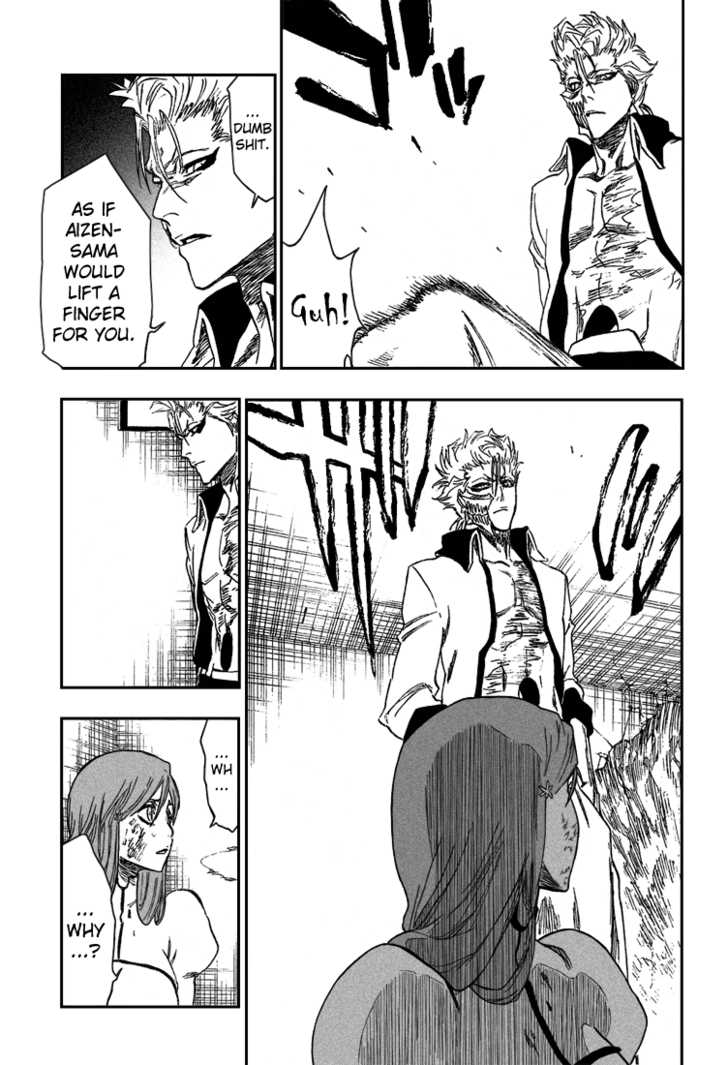 Guh!
...
DUMB
SHIT.
AS IF
AIZEN-
SAMA
WOULD
LIFT A
FINGER
FOR YOU.
...
WH
...
...
WHY
...?